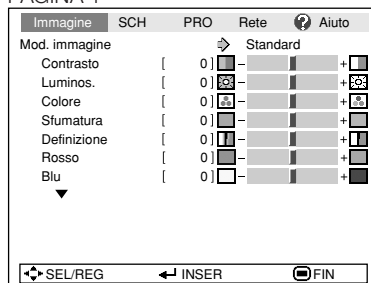 PAGINA 1
Immagine SCH PRO Rete ? Aiuto
Mod. immagine Standard
Contrasto [ 0 ] - +
Luminos. [ 0 ] - +
Colore [ 0 ] - +
Sfumatura [ 0 ] - +
Definizione [ 0 ] - +
Rosso [ 0 ] - +
Blu [ 0 ] - +
SEL/REG INSER FIN